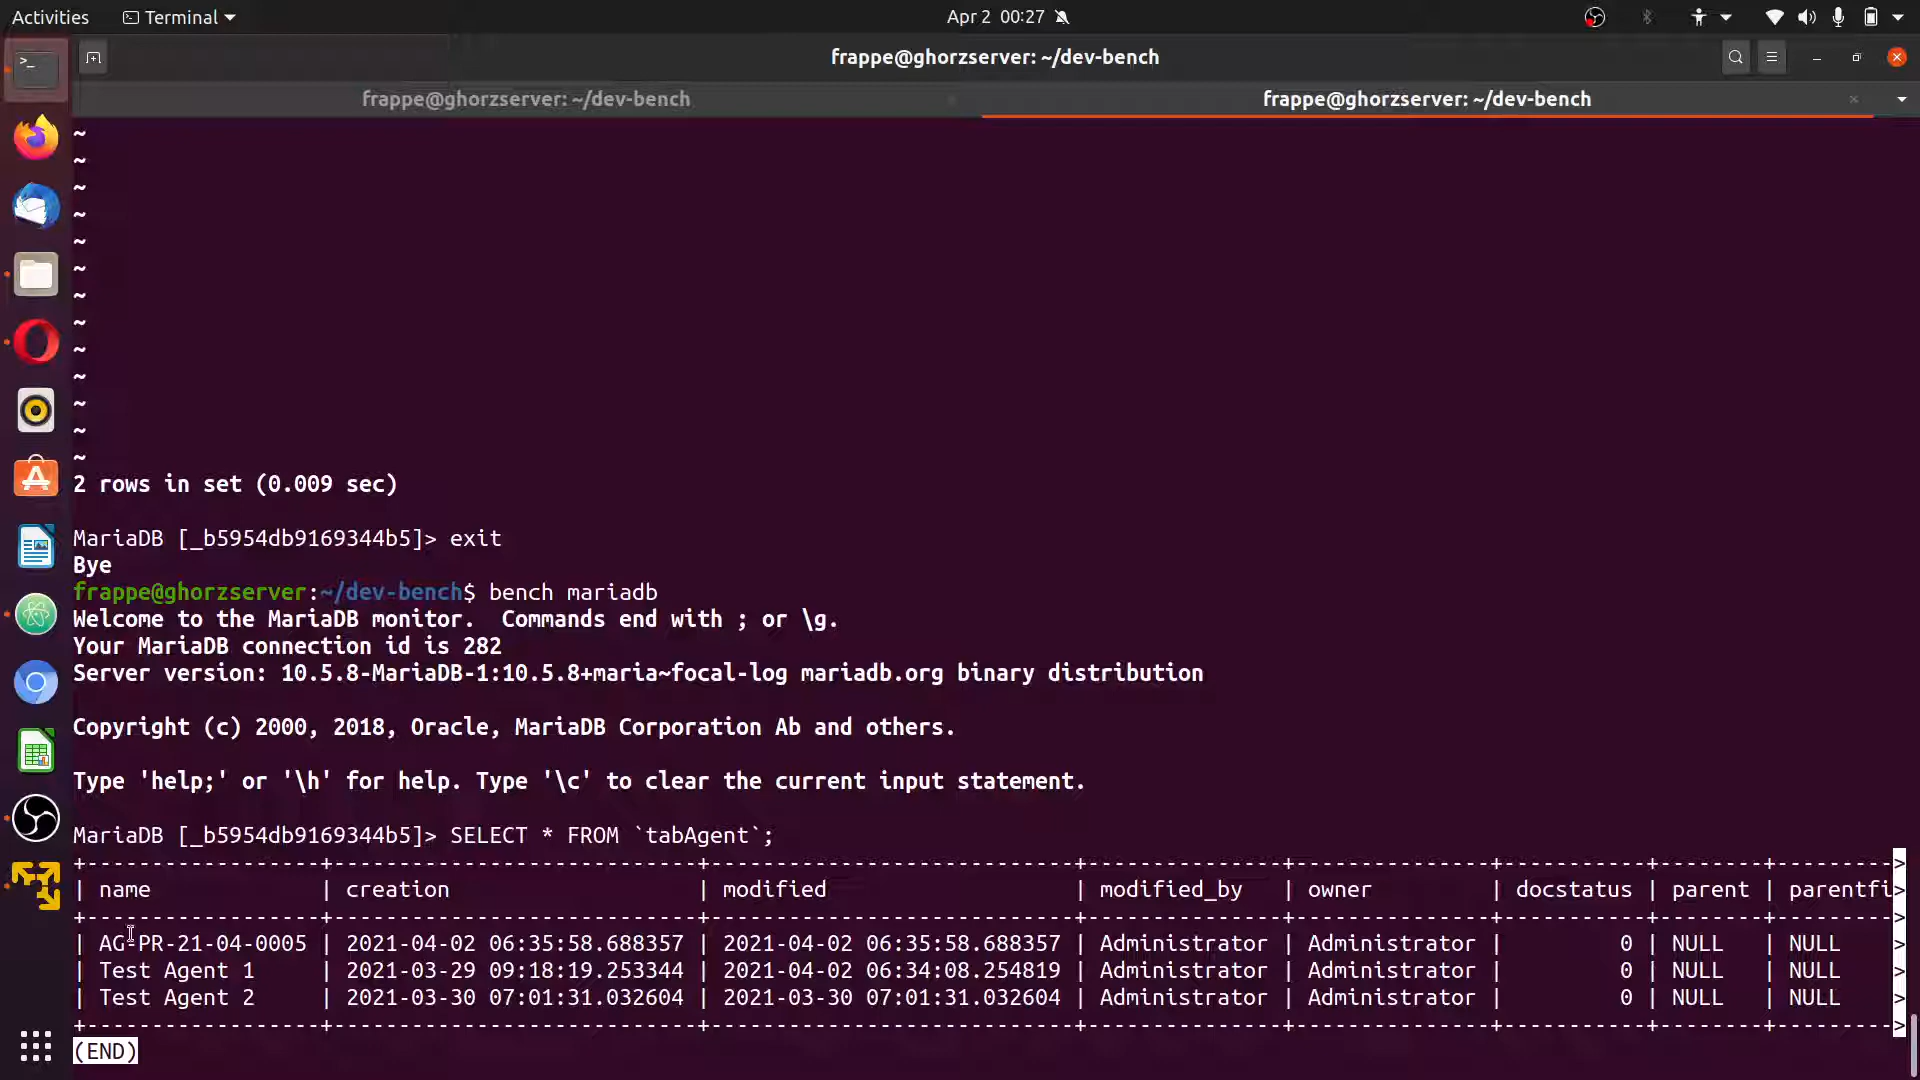 Activities Terminal Apr 2 00:27
frappe@ghorzserver: ~/dev-bench
frappe@ghorzserver: ~/dev-bench frappe@ghorzserver: ~/dev-bench
~
~
~
~
~
~
~
~
~
~
~
~
~
2 rows in set (0.009 sec)
MariaDB [_b5954db9169344b5]> exit
Bye
frappe@ghorzserver:~/dev-bench$ bench mariadb
Welcome to the MariaDB monitor.  Commands end with ; or \g.
Your MariaDB connection id is 282
Server version: 10.5.8-MariaDB-1:10.5.8+maria~focal-log mariadb.org binary distribution
Copyright (c) 2000, 2018, Oracle, MariaDB Corporation Ab and others.
Type 'help;' or '\h' for help. Type '\c' to clear the current input statement.
MariaDB [_b5954db9169344b5]> SELECT * FROM `tabAgent`;
+------------------+----------------------------+----------------------------+---------------+---------------+-----------+--------+--------->
| name             | creation                   | modified                   | modified_by   | owner         | docstatus | parent | parentfi>
+------------------+----------------------------+----------------------------+---------------+---------------+-----------+--------+--------->
| AG-PR-21-04-0005 | 2021-04-02 06:35:58.688357 | 2021-04-02 06:35:58.688357 | Administrator | Administrator |         0 | NULL   | NULL    >
| Test Agent 1     | 2021-03-29 09:18:19.253344 | 2021-04-02 06:34:08.254819 | Administrator | Administrator |         0 | NULL   | NULL    >
| Test Agent 2     | 2021-03-30 07:01:31.032604 | 2021-03-30 07:01:31.032604 | Administrator | Administrator |         0 | NULL   | NULL    >
+------------------+----------------------------+----------------------------+---------------+---------------+-----------+--------+--------->
(END)